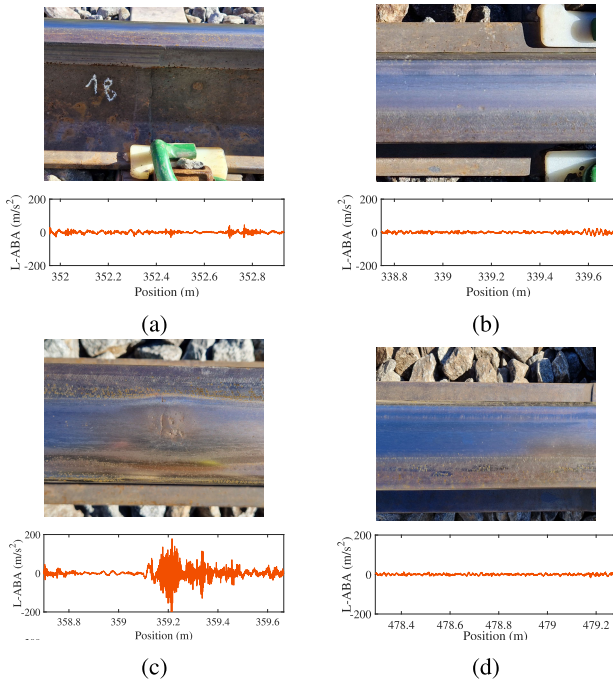 18
200
0
-200
L-ABA (m/s²)
352 352.2 352.4 352.6 352.8
Position (m)
(a)
200
0
-200
L-ABA (m/s²)
338.8 339 339.2 339.4 339.6
Position (m)
(b)
200
0
-200
L-ABA (m/s²)
358.8 359 359.2 359.4 359.6
Position (m)
(c)
200
0
-200
L-ABA (m/s²)
478.4 478.6 478.8 479 479.2
Position (m)
(d)